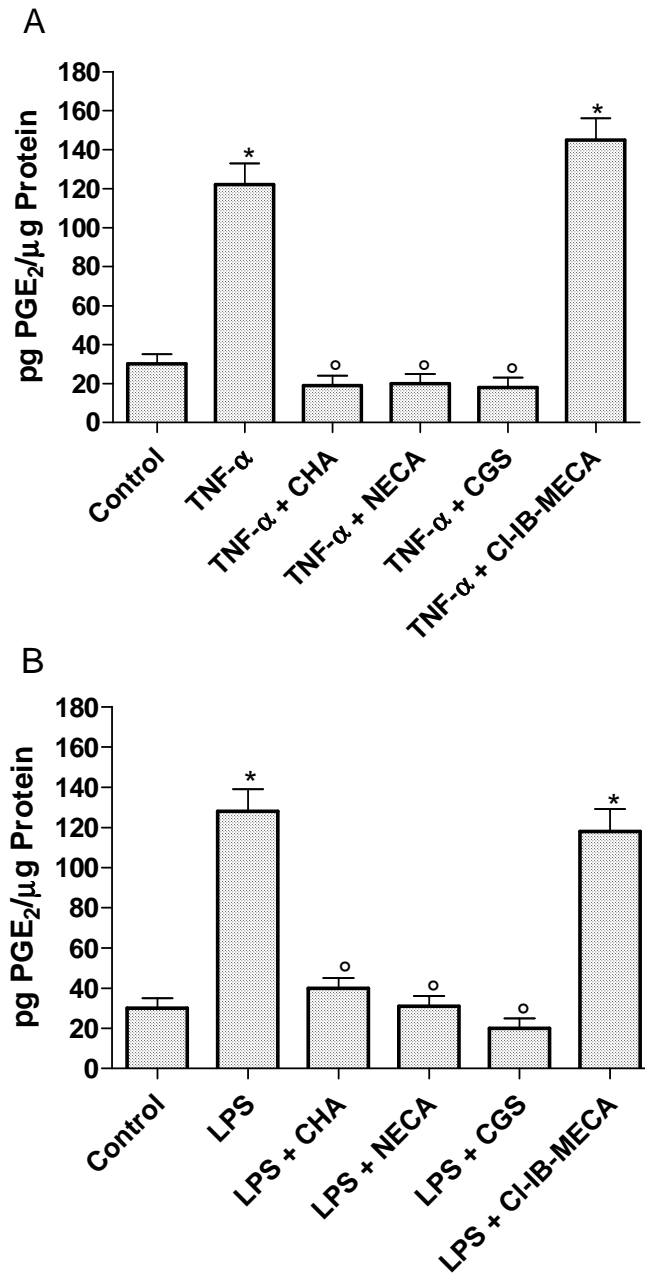 A
pg PGE₂/μg Protein
180
160
140
120
100
80
60
40
20
0
*
°
°
°
*
Control
TNF-α
TNF-α + CHA
TNF-α + NECA
TNF-α + CGS
TNF-α + Cl-IB-MECA
B
pg PGE₂/μg Protein
180
160
140
120
100
80
60
40
20
0
*
°
°
°
*
Control
LPS
LPS + CHA
LPS + NECA
LPS + CGS
LPS + Cl-IB-MECA